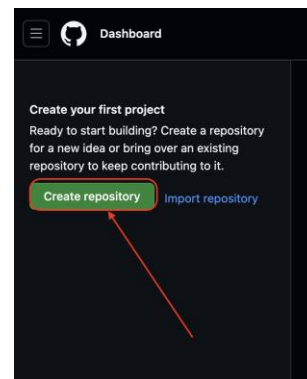 Dashboard
Create your first project
Ready to start building? Create a repository
for a new idea or bring over an existing
repository to keep contributing to it.
Create repository Import repository